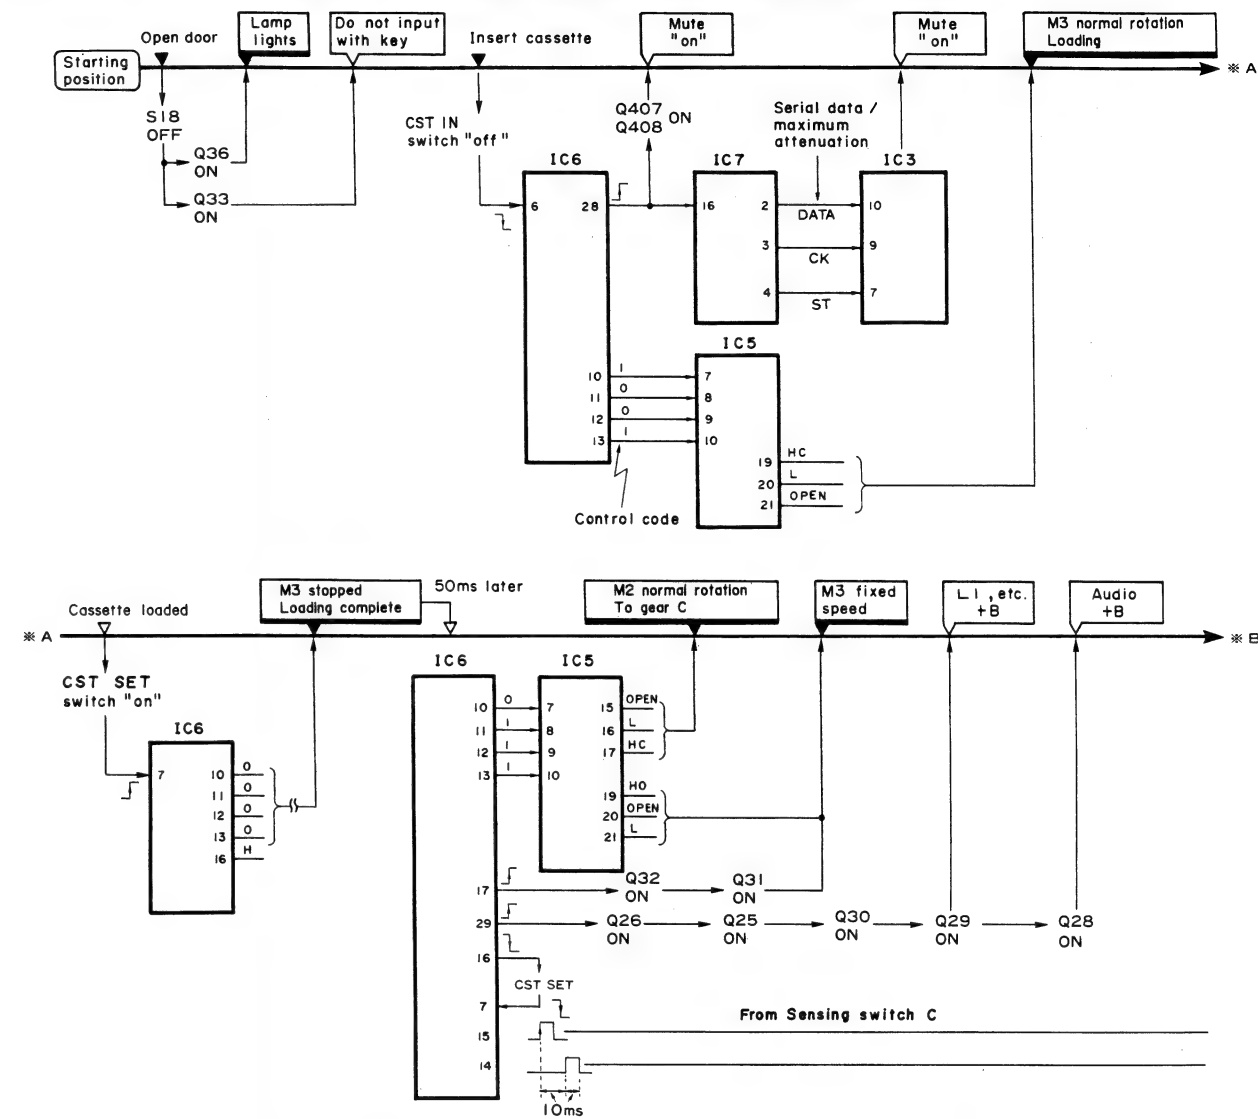 Lamp
lights
Do not input
with key
Mute
"on"
Mute
"on"
M3 normal rotation
Loading
Open door
Insert cassette
Starting
position
※ A
S18
OFF
Q36
ON
Q33
ON
CST IN
switch "off"
Q407
Q408
ON
Serial data /
maximum
attenuation
IC6
IC7
IC3
6
28
16
2
DATA
10
3
CK
9
4
ST
7
IC5
10
1
7
11
0
8
12
0
9
13
1
10
19
HC
20
L
21
OPEN
Control code
Cassette loaded
M3 stopped
Loading complete
50ms later
M2 normal rotation
To gear C
M3 fixed
speed
L1 , etc.
+B
Audio
+B
※ A
※ B
CST SET
switch "on"
IC6
7
10
0
11
0
12
0
13
0
16
H
IC6
IC5
10
0
7
15
OPEN
11
1
8
16
L
12
1
9
17
HC
13
1
10
19
HO
20
OPEN
21
L
17
Q32
ON
Q31
ON
29
Q26
ON
Q25
ON
Q30
ON
Q29
ON
Q28
ON
16
CST SET
7
From Sensing switch C
15
14
10ms